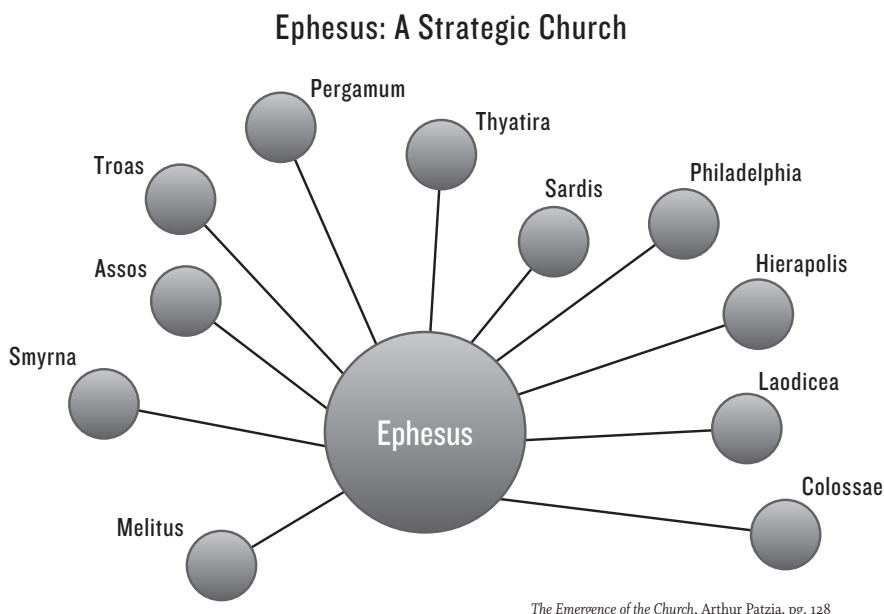 Ephesus: A Strategic Church
Pergamum
Thyatira
Troas
Philadelphia
Sardis
Assos
Hierapolis
Smyrna
Laodicea
Ephesus
Colossae
Melitus
The Emergence of the Church, Arthur Patzia, pg. 128